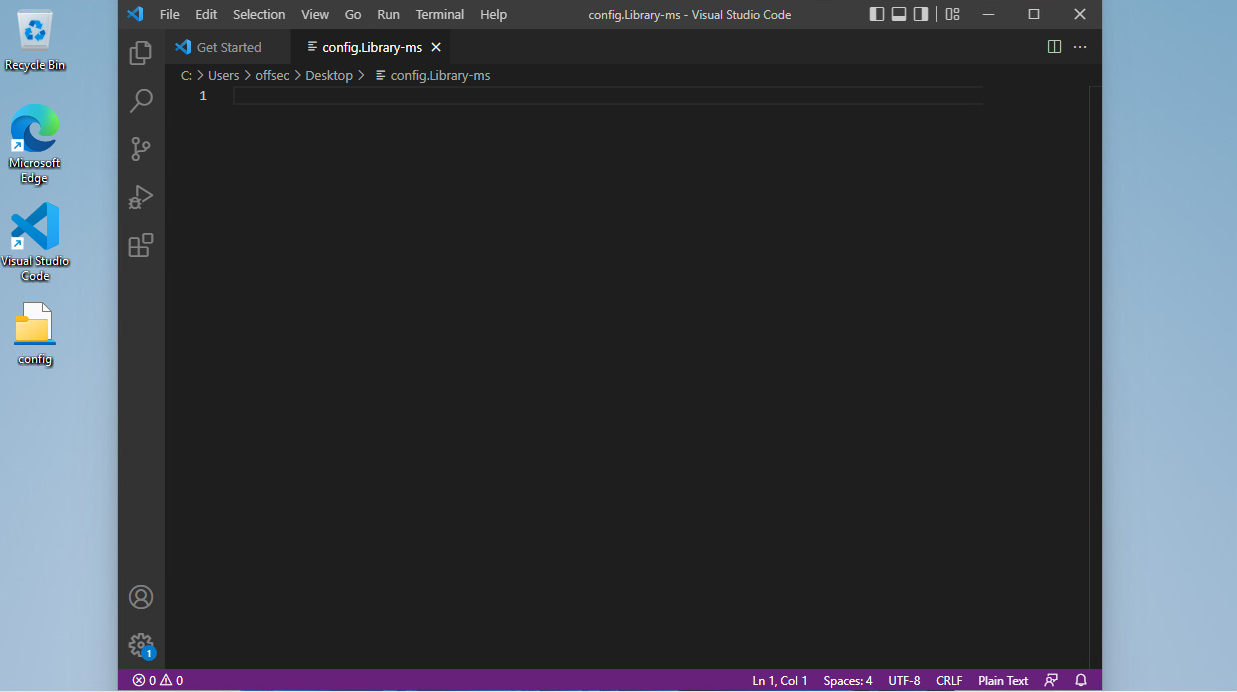 Recycle Bin
Microsoft
Edge
Visual Studio
Code
config
File Edit Selection View Go Run Terminal Help
config.Library-ms - Visual Studio Code
Get Started
config.Library-ms
C: > Users > offsec > Desktop > config.Library-ms
1
1
0 0
Ln 1, Col 1 Spaces: 4 UTF-8 CRLF Plain Text